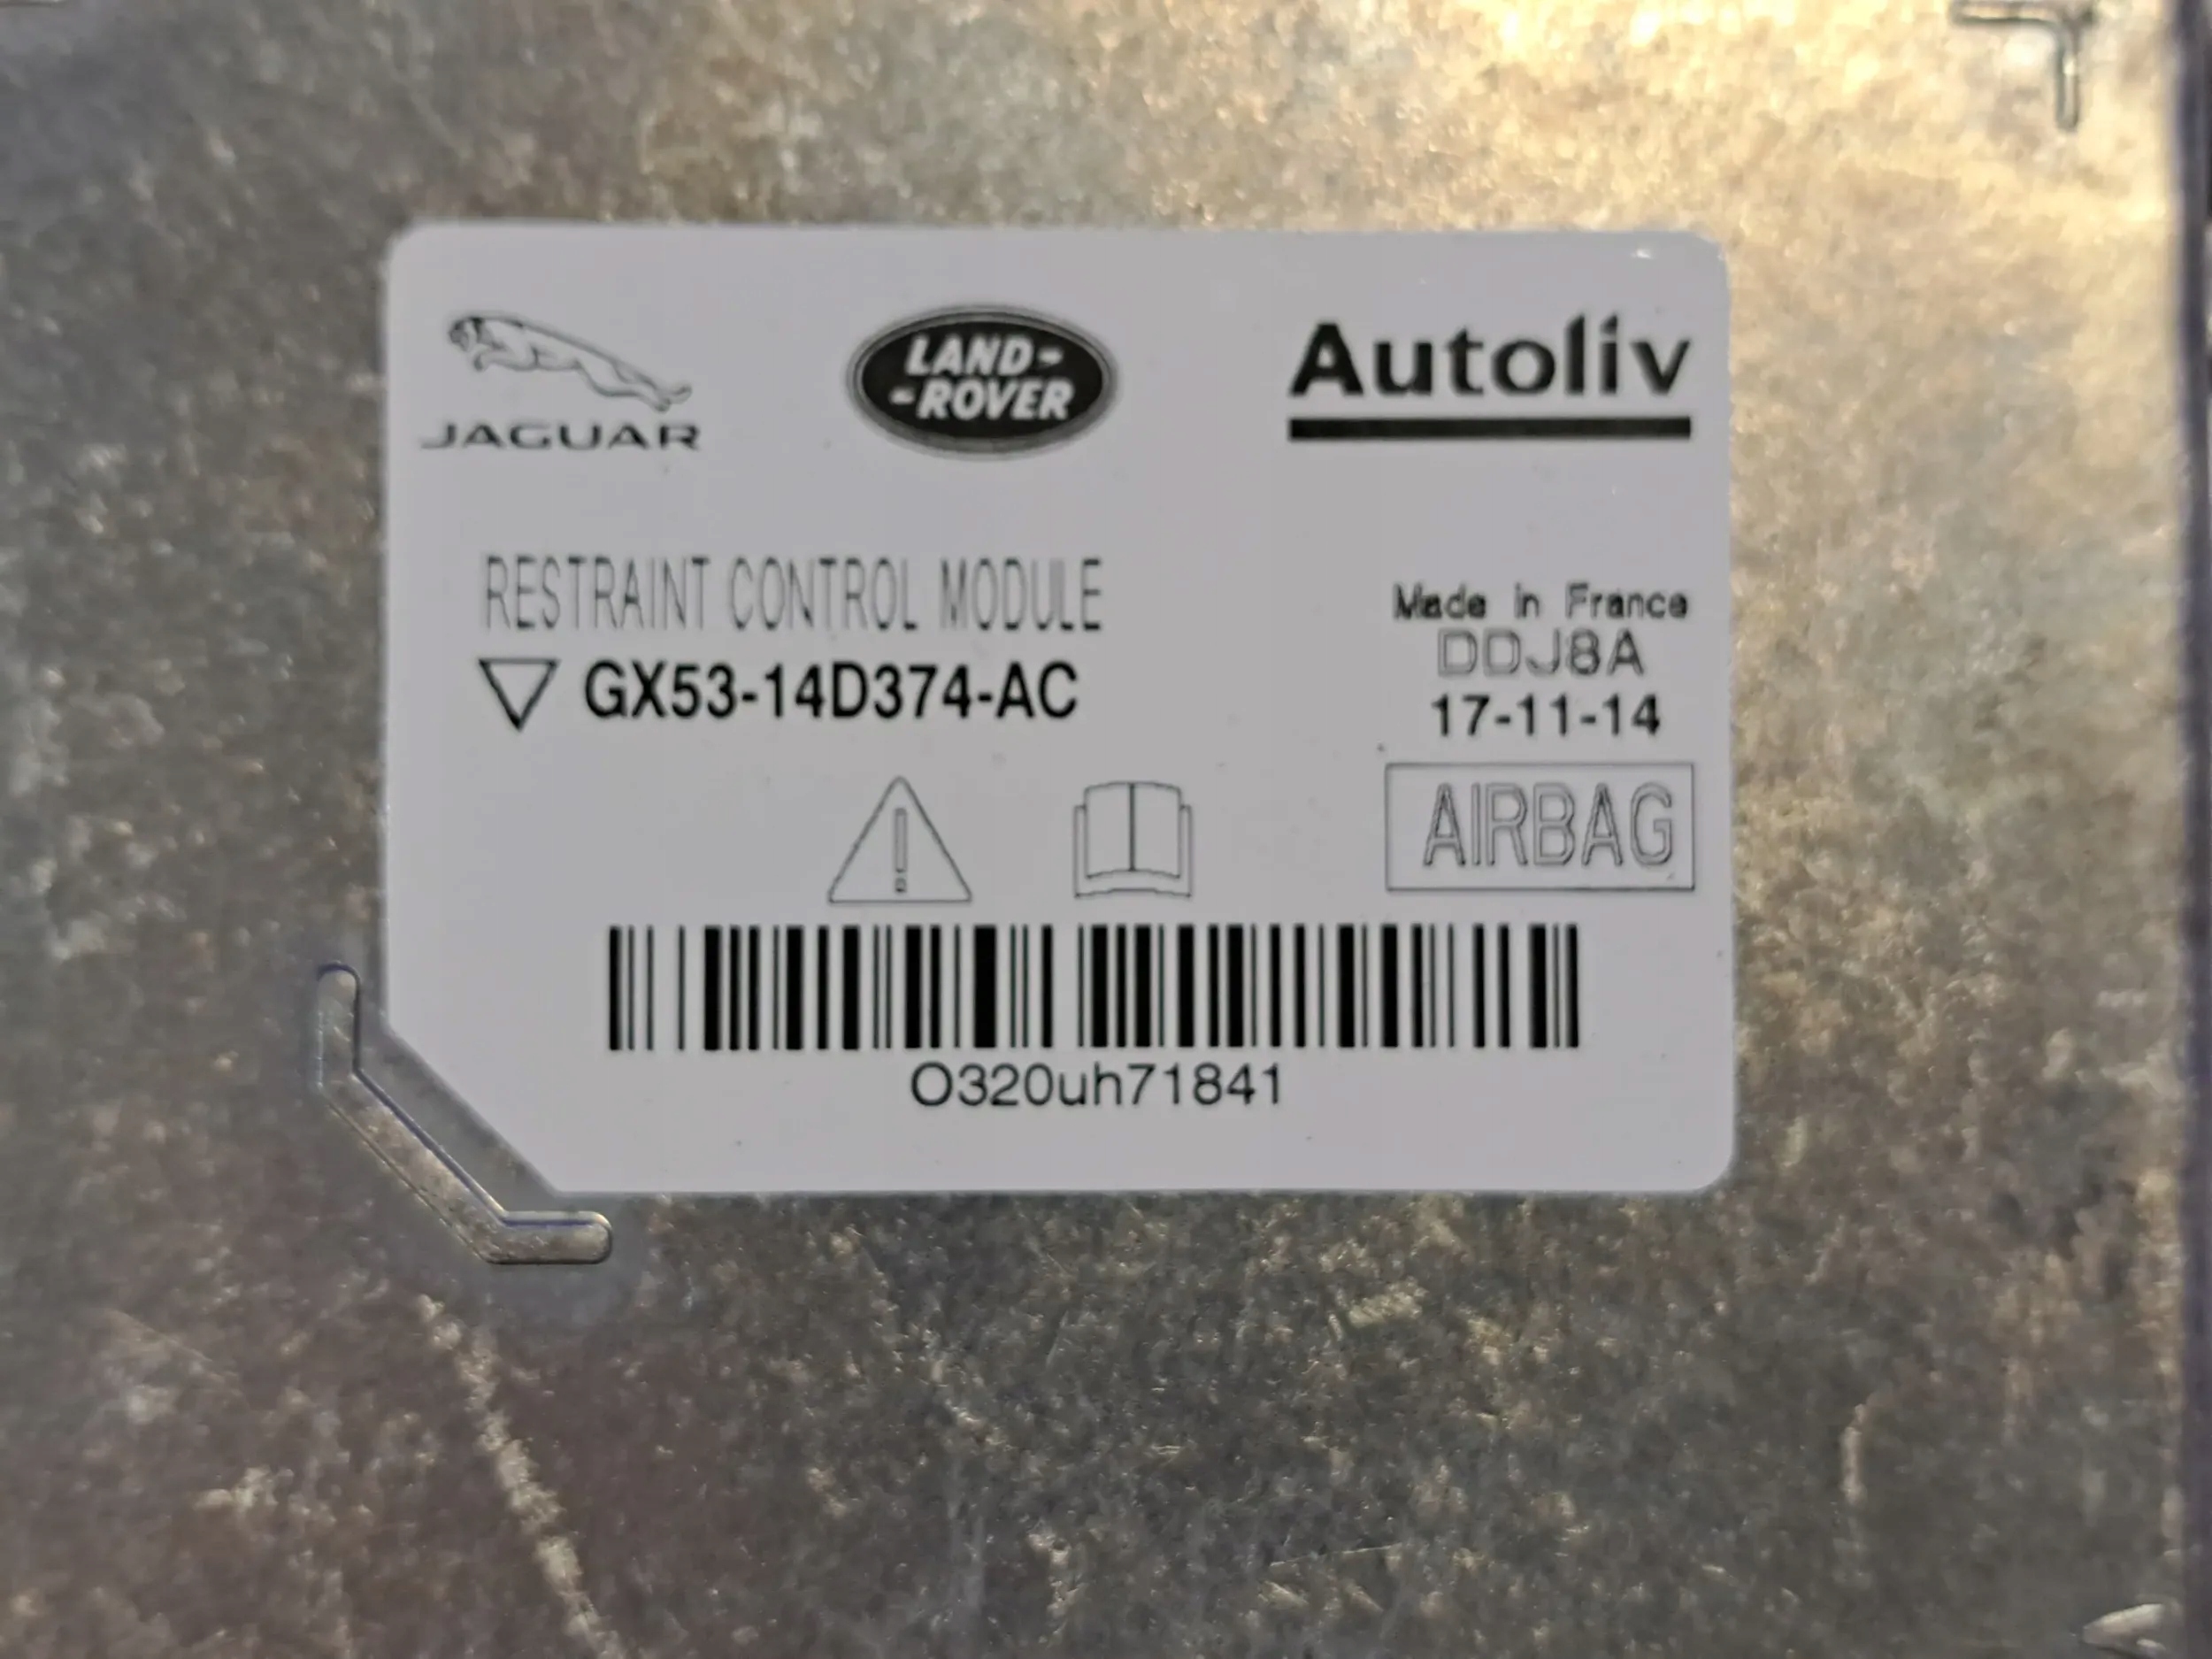 JAGUAR
LAND-
-ROVER
Autoliv
RESTRAINT CONTROL MODULE
GX53-14D374-AC
Made in France
DDJ8A
17-11-14
AIRBAG
O320uh71841